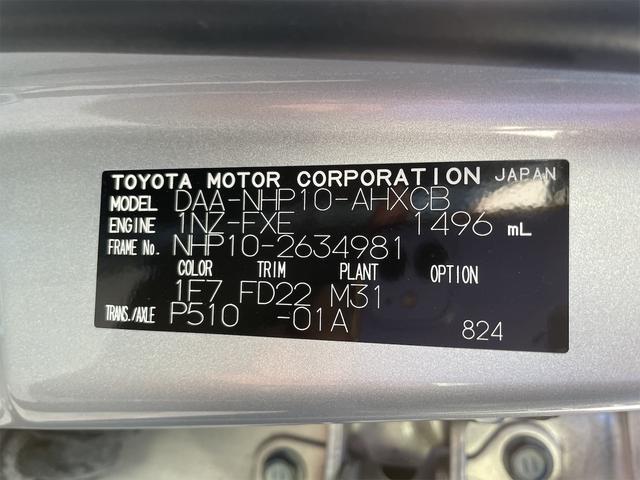 TOYOTA MOTOR CORPORATION JAPAN
MODEL DAA-NHP10-AHXCB
ENGINE 1NZ-FXE 1496 mL
FRAME No. NHP10-2634981
COLOR TRIM PLANT OPTION
1F7 FD22 M31
TRANS./AXLE P510 -01A 824